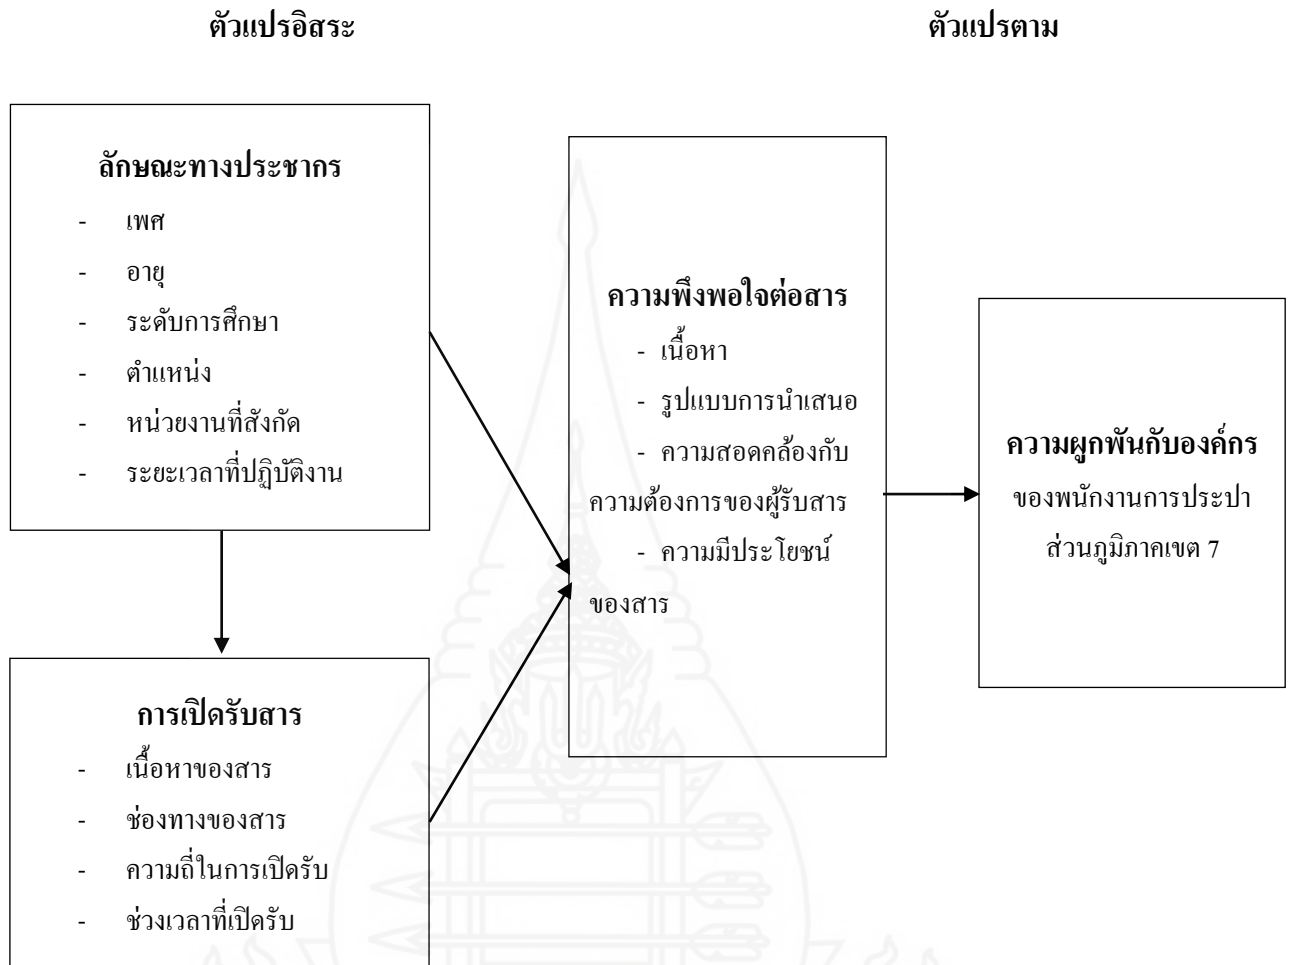 ตัวแปรอิสระ
ตัวแปรตาม
ลักษณะทางประชากร
- เพศ
- อายุ
- ระดับการศึกษา
- ตำแหน่ง
- หน่วยงานที่สังกัด
- ระยะเวลาที่ปฏิบัติงาน
การเปิดรับสาร
- เนื้อหาของสาร
- ช่องทางของสาร
- ความถี่ในการเปิดรับ
- ช่วงเวลาที่เปิดรับ
ความพึงพอใจต่อสาร
- เนื้อหา
- รูปแบบการนำเสนอ
- ความสอดคล้องกับ
ความต้องการของผู้รับสาร
- ความมีประโยชน์
ของสาร
ความผูกพันกับองค์กร
ของพนักงานการประปา
ส่วนภูมิภาคเขต 7